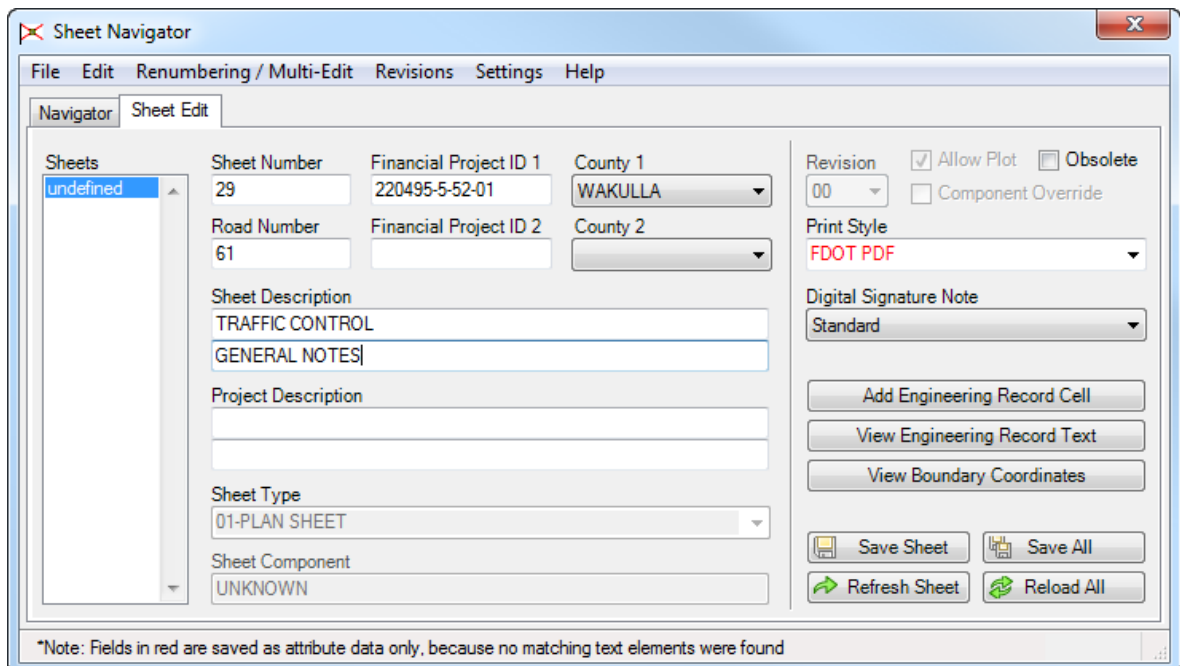 Sheet Navigator
File Edit Renumbering / Multi-Edit Revisions Settings Help
Navigator Sheet Edit
Sheets
undefined
Sheet Number Financial Project ID 1 County 1
29 220495-5-52-01 WAKULLA
Road Number Financial Project ID 2 County 2
61
Sheet Description
TRAFFIC CONTROL
GENERAL NOTES
Project Description
Sheet Type
01-PLAN SHEET
Sheet Component
UNKNOWN
Revision Allow Plot Obsolete
00 Component Override
Print Style
FDOT PDF
Digital Signature Note
Standard
Add Engineering Record Cell
View Engineering Record Text
View Boundary Coordinates
Save Sheet Save All
Refresh Sheet Reload All
*Note: Fields in red are saved as attribute data only, because no matching text elements were found